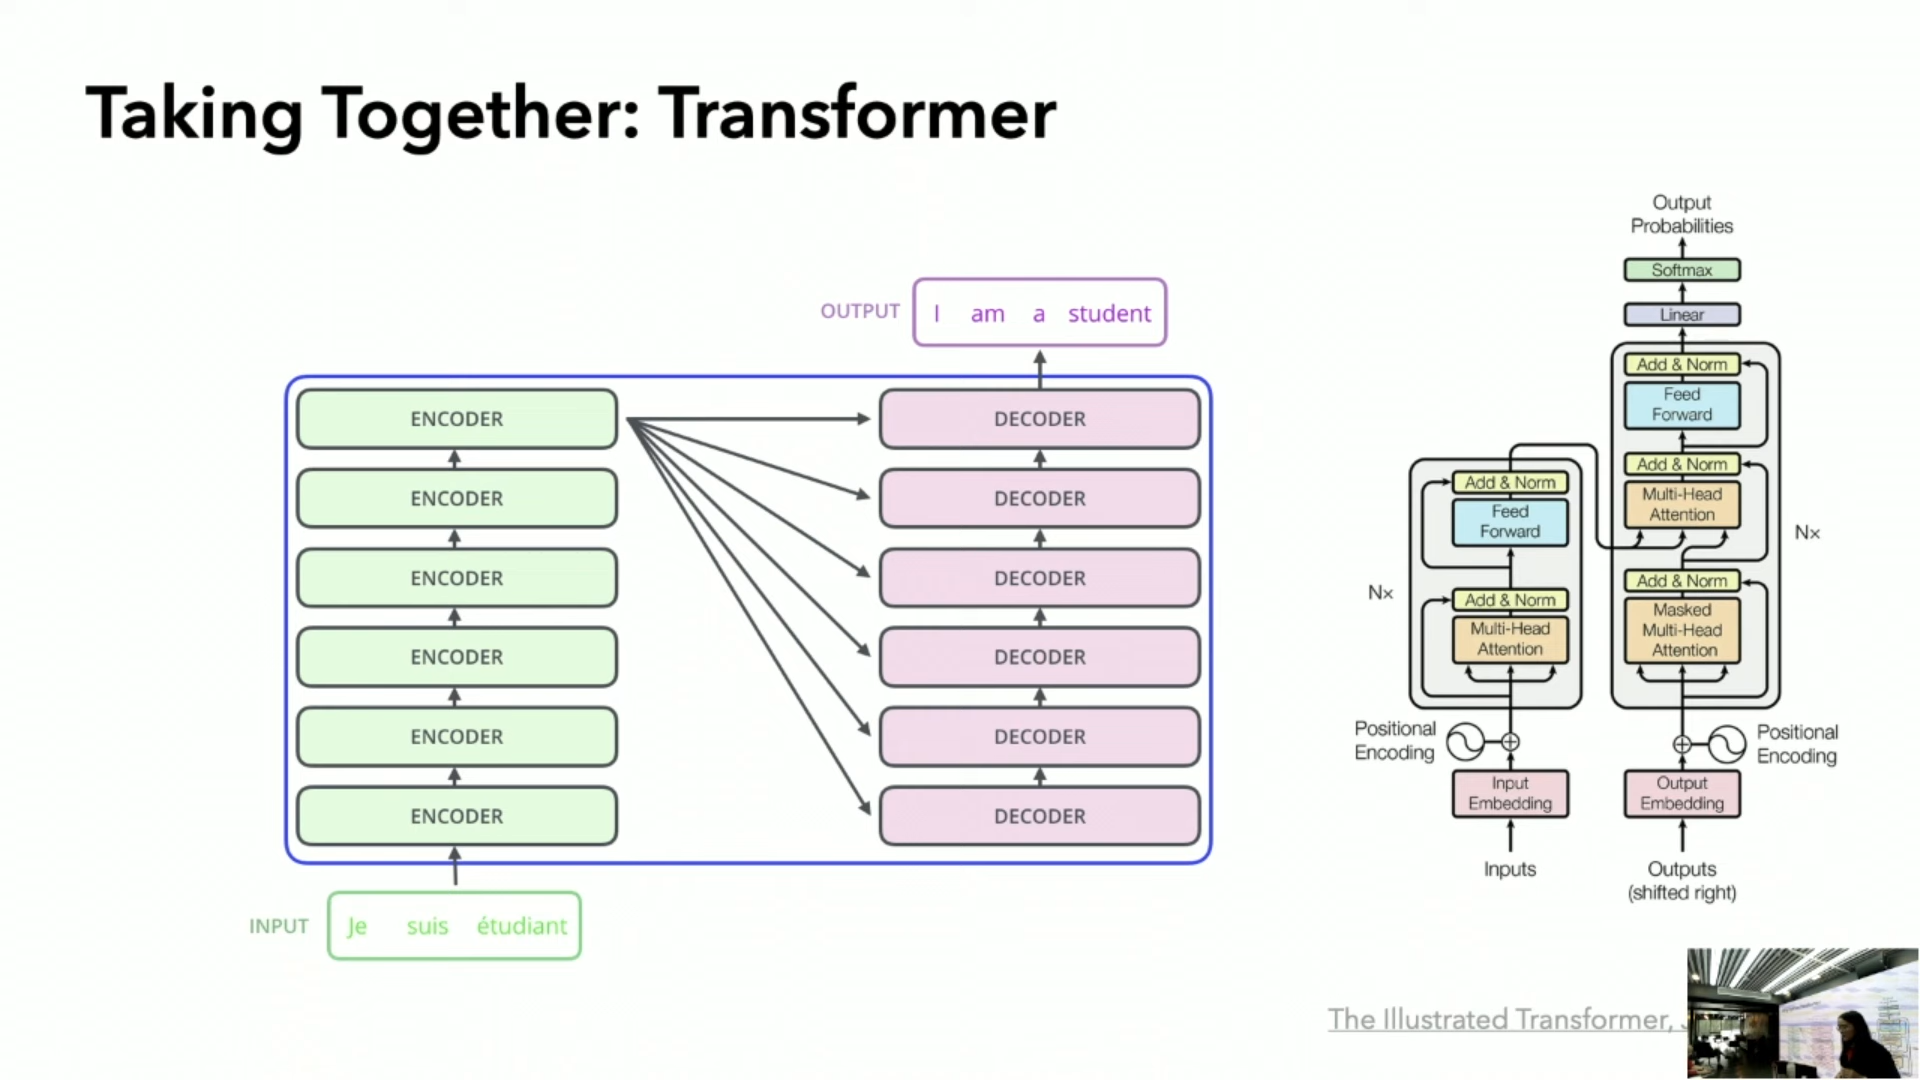 Taking Together: Transformer
OUTPUT
I am a student
ENCODER
ENCODER
ENCODER
ENCODER
ENCODER
ENCODER
DECODER
DECODER
DECODER
DECODER
DECODER
DECODER
INPUT
Je suis étudiant
Output
Probabilities
Softmax
Linear
Add & Norm
Feed
Forward
Add & Norm
Multi-Head
Attention
Nx
Add & Norm
Masked
Multi-Head
Attention
Add & Norm
Feed
Forward
Nx
Add & Norm
Multi-Head
Attention
Positional
Encoding
Positional
Encoding
Input
Embedding
Output
Embedding
Inputs
Outputs
(shifted right)
The Illustrated Transformer,